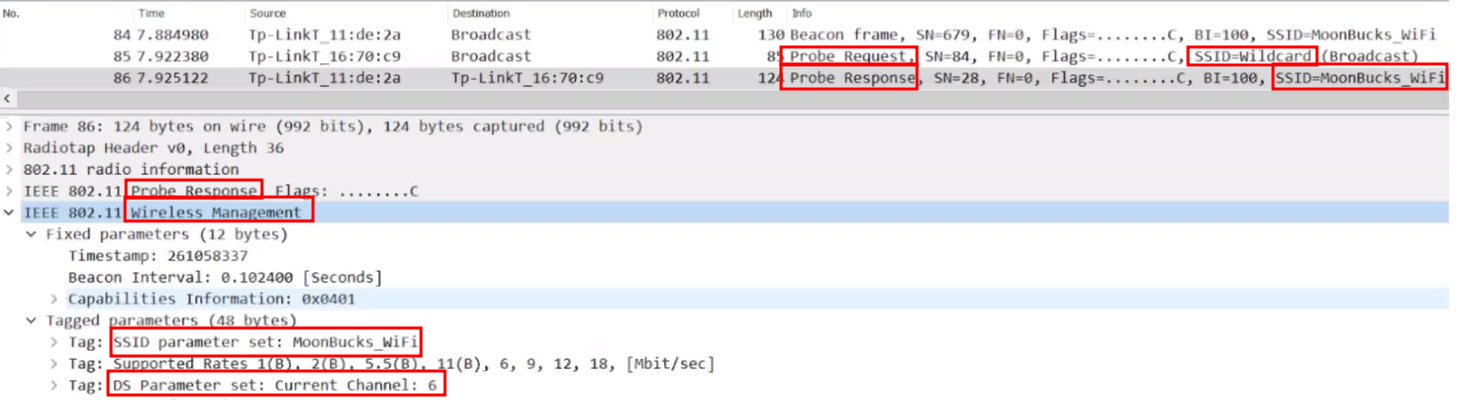 No. Time Source Destination Protocol Length Info
84 7.884980 Tp-LinkT_11:de:2a Broadcast 802.11 130 Beacon frame, SN=679, FN=0, Flags=........C, BI=100, SSID=MoonBucks_WiFi
85 7.922380 Tp-LinkT_16:70:c9 Broadcast 802.11 85 Probe Request, SN=84, FN=0, Flags=........C, SSID=Wildcard (Broadcast)
86 7.925122 Tp-LinkT_11:de:2a Tp-LinkT_16:70:c9 802.11 124 Probe Response, SN=28, FN=0, Flags=........C, BI=100, SSID=MoonBucks_WiFi
Frame 86: 124 bytes on wire (992 bits), 124 bytes captured (992 bits)
Radiotap Header v0, Length 36
802.11 radio information
IEEE 802.11 Probe Response, Flags: ........C
IEEE 802.11 Wireless Management
Fixed parameters (12 bytes)
Timestamp: 261058337
Beacon Interval: 0.102400 [Seconds]
Capabilities Information: 0x0401
Tagged parameters (48 bytes)
Tag: SSID parameter set: MoonBucks_WiFi
Tag: Supported Rates 1(B), 2(B), 5.5(B), 11(B), 6, 9, 12, 18, [Mbit/sec]
Tag: DS Parameter set: Current Channel: 6